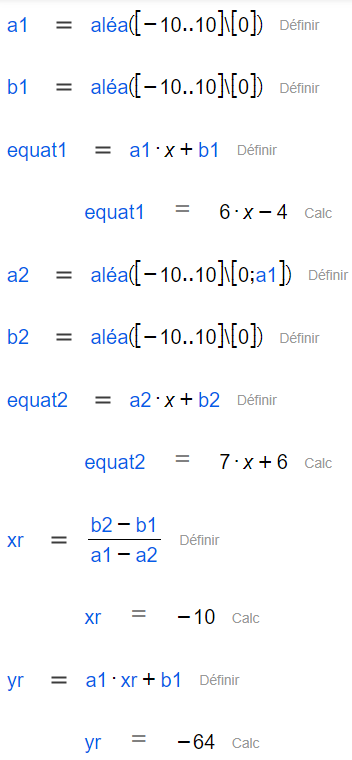 a1 = aléa([−10..10]\[0]) Définir
b1 = aléa([−10..10]\[0]) Définir
equat1 = a1·x+b1 Définir
equat1 = 6·x−4 Calc
a2 = aléa([−10..10]\[0;a1]) Définir
b2 = aléa([−10..10]\[0]) Définir
equat2 = a2·x+b2 Définir
equat2 = 7·x+6 Calc
b2−b1
xr = Définir
a1−a2
xr = −10 Calc
yr = a1·xr+b1 Définir
yr = −64 Calc